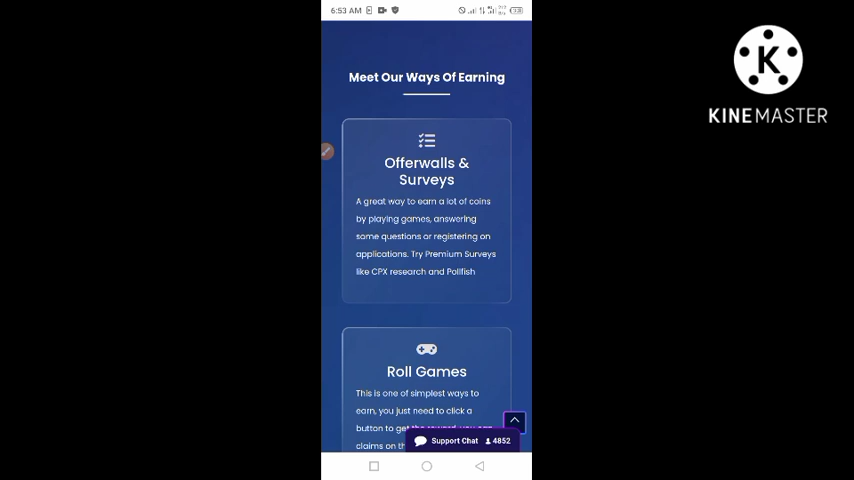 6:53 AM
KINEMASTER
Meet Our Ways Of Earning
Offerwalls &
Surveys
A great way to earn a lot of coins
by playing games, answering
some questions or registering on
applications. Try Premium Surveys
like CPX research and Pollfish
Roll Games
This is one of simplest ways to
earn, you just need to click a
button to get
claims on
Support Chat 4852